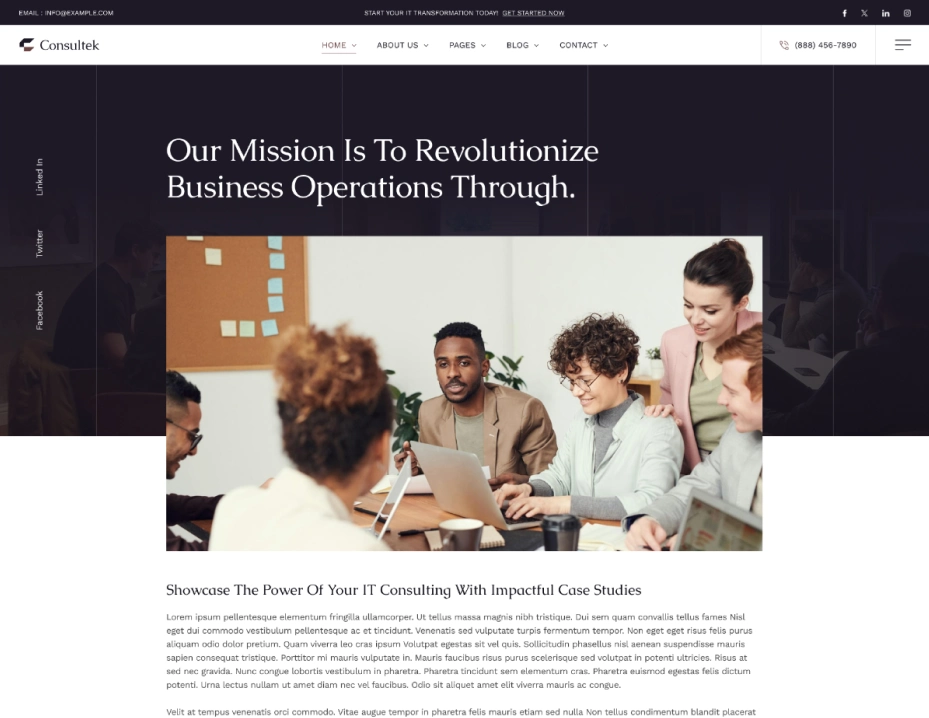 EMAIL : INFO@EXAMPLE.COM
START YOUR IT TRANSFORMATION TODAY! GET STARTED NOW
Consultek
HOME
ABOUT US
PAGES
BLOG
CONTACT
(888) 456-7890
Linked In
Twitter
Facebook
Our Mission Is To Revolutionize
Business Operations Through.
Showcase The Power Of Your IT Consulting With Impactful Case Studies
Lorem ipsum pellentesque elementum fringilla ullamcorper. Ut tellus massa magnis nibh tristique. Dui sem quam convallis tellus fames Nisl
eget dui commodo vestibulum pellentesque ac et tincidunt. Venenatis sed vulputate turpis fermentum tempor. Non eget eget risus felis purus
aliquam odio dolor pretium. Quam viverra leo cras ipsum Volutpat egestas sit vel quis. Sollicitudin phasellus nisl aenean suspendisse mauris
sapien consequat tristique. Porttitor mi mauris vulputate in. Mauris faucibus risus purus scelerisque sed volutpat in potenti ultricies. Risus at
sed nec gravida. Nunc congue lobortis vestibulum in pharetra. Pharetra tincidunt sem elementum cras. Pharetra euismod egestas felis dictum
potenti. Urna lectus nullam ut amet diam nec vel faucibus. Odio sit aliquet amet elit viverra mauris ac congue.
Velit at tempus venenatis orci commodo. Vitae augue tempor in pharetra felis mauris etiam sed nulla Non tellus condimentum blandit placerat